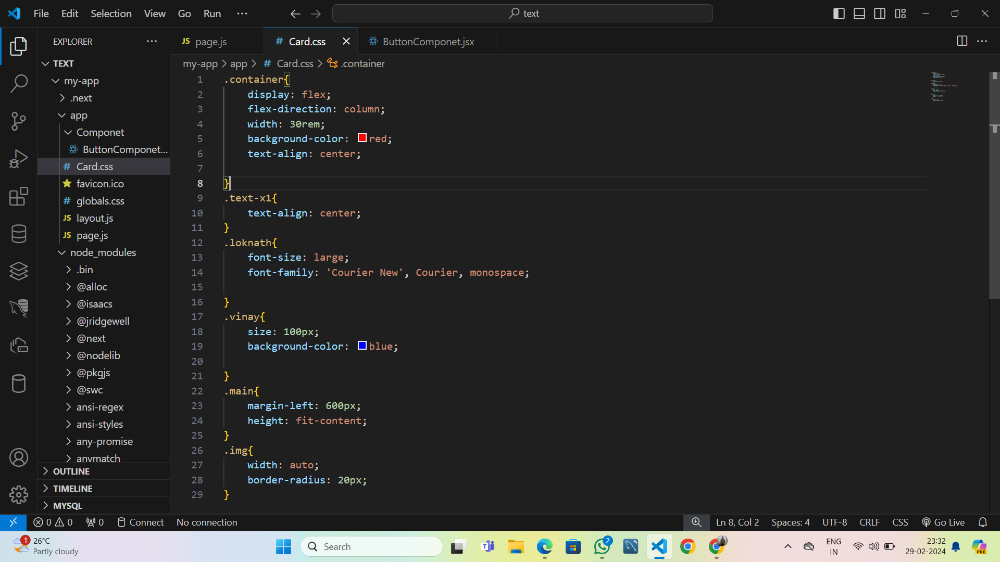 File Edit Selection View Go Run ···
text
EXPLORER
TEXT
my-app
.next
app
Componet
ButtonComponet...
Card.css
favicon.ico
globals.css
JS layout.js
JS page.js
node_modules
.bin
@alloc
@isaacs
@jridgewell
@next
@nodelib
@pkgjs
@swc
ansi-regex
ansi-styles
any-promise
anymatch
OUTLINE
TIMELINE
MYSQL
JS page.js # Card.css ButtonComponet.jsx
my-app > app > # Card.css > .container
1 .container{
2 display: flex;
3 flex-direction: column;
4 width: 30rem;
5 background-color: red;
6 text-align: center;
7
8 }
9 .text-x1{
10 text-align: center;
11 }
12 .loknath{
13 font-size: large;
14 font-family: 'Courier New', Courier, monospace;
15
16 }
17 .vinay{
18 size: 100px;
19 background-color: blue;
20
21 }
22 .main{
23 margin-left: 600px;
24 height: fit-content;
25 }
26 .img{
27 width: auto;
28 border-radius: 20px;
29 }
0 0 0 Connect No connection
Ln 8, Col 2 Spaces: 4 UTF-8 CRLF CSS Go Live
1
26°C
Partly cloudy
Search
2
ENG
IN
23:32
29-02-2024
PRE